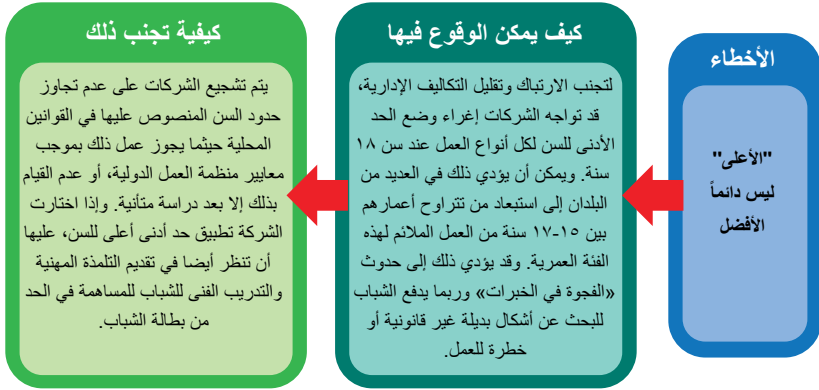 الأخطاء
"الأعلى"
ليس دائماً
الأفضل
كيف يمكن الوقوع فيها
لتجنب الارتباك وتقليل التكاليف الإدارية،
قد تواجه الشركات إغراء وضع الحد
الأدنى للسن لكل أنواع العمل عند سن ١٨
سنة. ويمكن أن يؤدي ذلك في العديد من
البلدان إلى استبعاد من تتراوح أعمارهم
بين ١٥-١٧ سنة من العمل الملائم لهذه
الفئة العمرية. وقد يؤدي ذلك إلى حدوث
«الفجوة في الخبرات» وربما يدفع الشباب
للبحث عن أشكال بديلة غير قانونية أو
خطرة للعمل.
كيفية تجنب ذلك
يتم تشجيع الشركات على عدم تجاوز
حدود السن المنصوص عليها في القوانين
المحلية حيثما يجوز عمل ذلك بموجب
معايير منظمة العمل الدولية، أو عدم القيام
بذلك إلا بعد دراسة متأنية. وإذا اختارت
الشركة تطبيق حد أدنى أعلى للسن، عليها
أن تنظر أيضا في تقديم التلمذة المهنية
والتدريب الفنى للشباب للمساهمة في الحد
من بطالة الشباب.